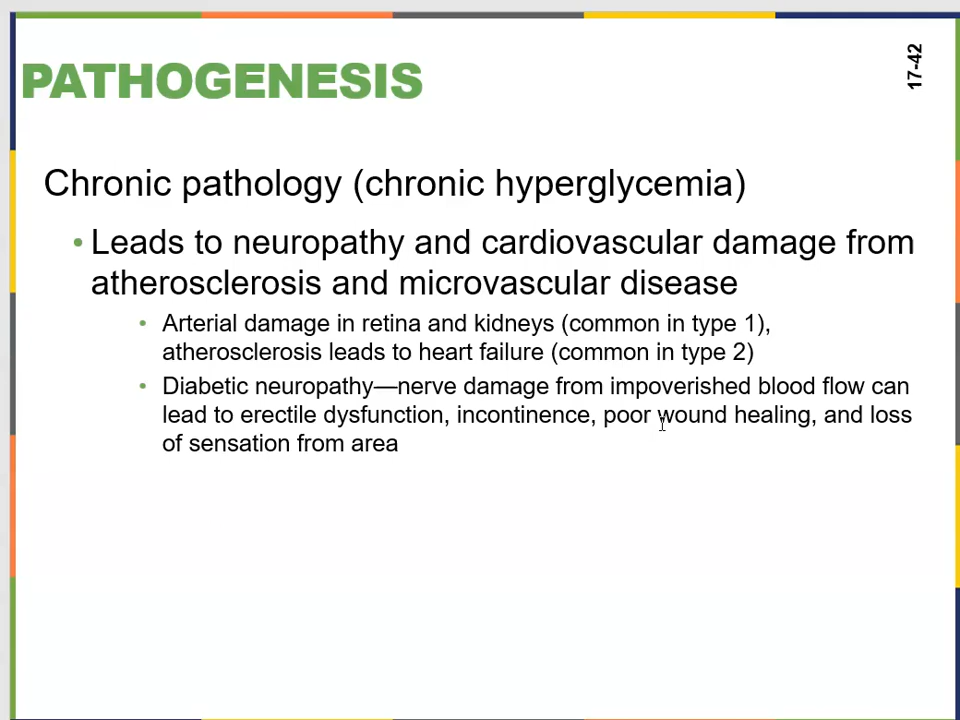 PATHOGENESIS
17-42
Chronic pathology (chronic hyperglycemia)
• Leads to neuropathy and cardiovascular damage from
atherosclerosis and microvascular disease
• Arterial damage in retina and kidneys (common in type 1),
atherosclerosis leads to heart failure (common in type 2)
• Diabetic neuropathy—nerve damage from impoverished blood flow can
lead to erectile dysfunction, incontinence, poor wound healing, and loss
of sensation from area